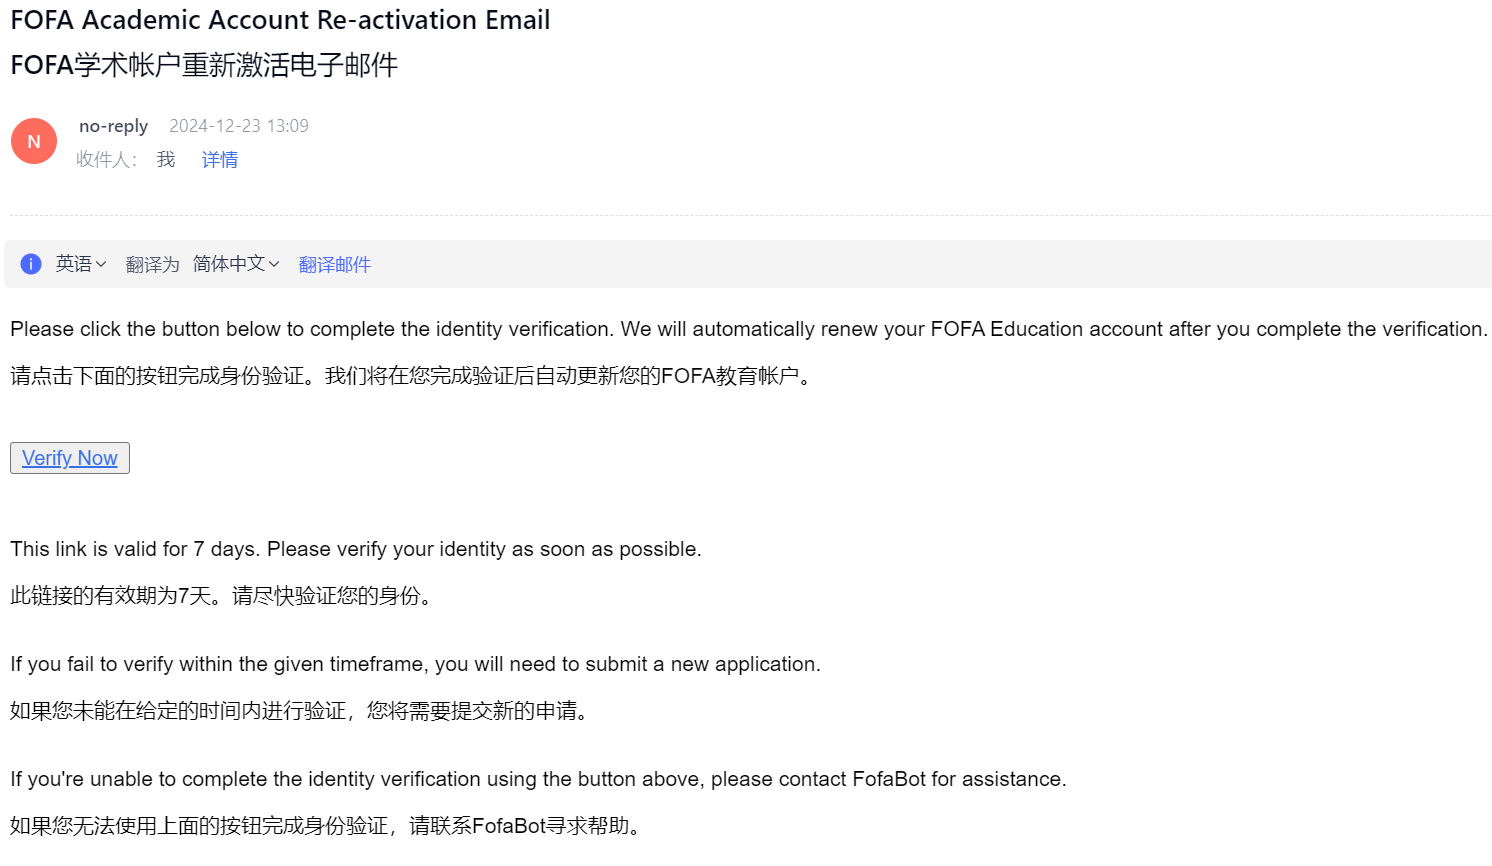 FOFA Academic Account Re-activation Email
FOFA学术帐户重新激活电子邮件
N
no-reply 2024-12-23 13:09
收件人： 我 详情
英语 翻译为 简体中文 翻译邮件
Please click the button below to complete the identity verification. We will automatically renew your FOFA Education account after you complete the verification.
请点击下面的按钮完成身份验证。我们将在您完成验证后自动更新您的FOFA教育帐户。
Verify Now
This link is valid for 7 days. Please verify your identity as soon as possible.
此链接的有效期为7天。请尽快验证您的身份。
If you fail to verify within the given timeframe, you will need to submit a new application.
如果您未能在给定的时间内进行验证，您将需要提交新的申请。
If you're unable to complete the identity verification using the button above, please contact FofaBot for assistance.
如果您无法使用上面的按钮完成身份验证，请联系FofaBot寻求帮助。